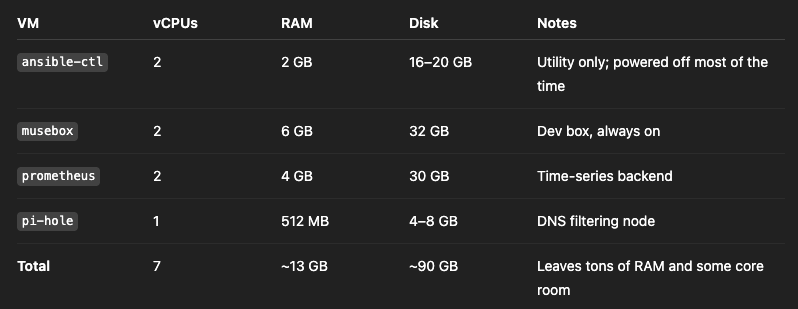 VM vCPUs RAM Disk Notes
ansible-ctl 2 2 GB 16–20 GB Utility only; powered off most of the
time
musebox 2 6 GB 32 GB Dev box, always on
prometheus 2 4 GB 30 GB Time-series backend
pi-hole 1 512 MB 4–8 GB DNS filtering node
Total 7 ~13 GB ~90 GB Leaves tons of RAM and some core
room